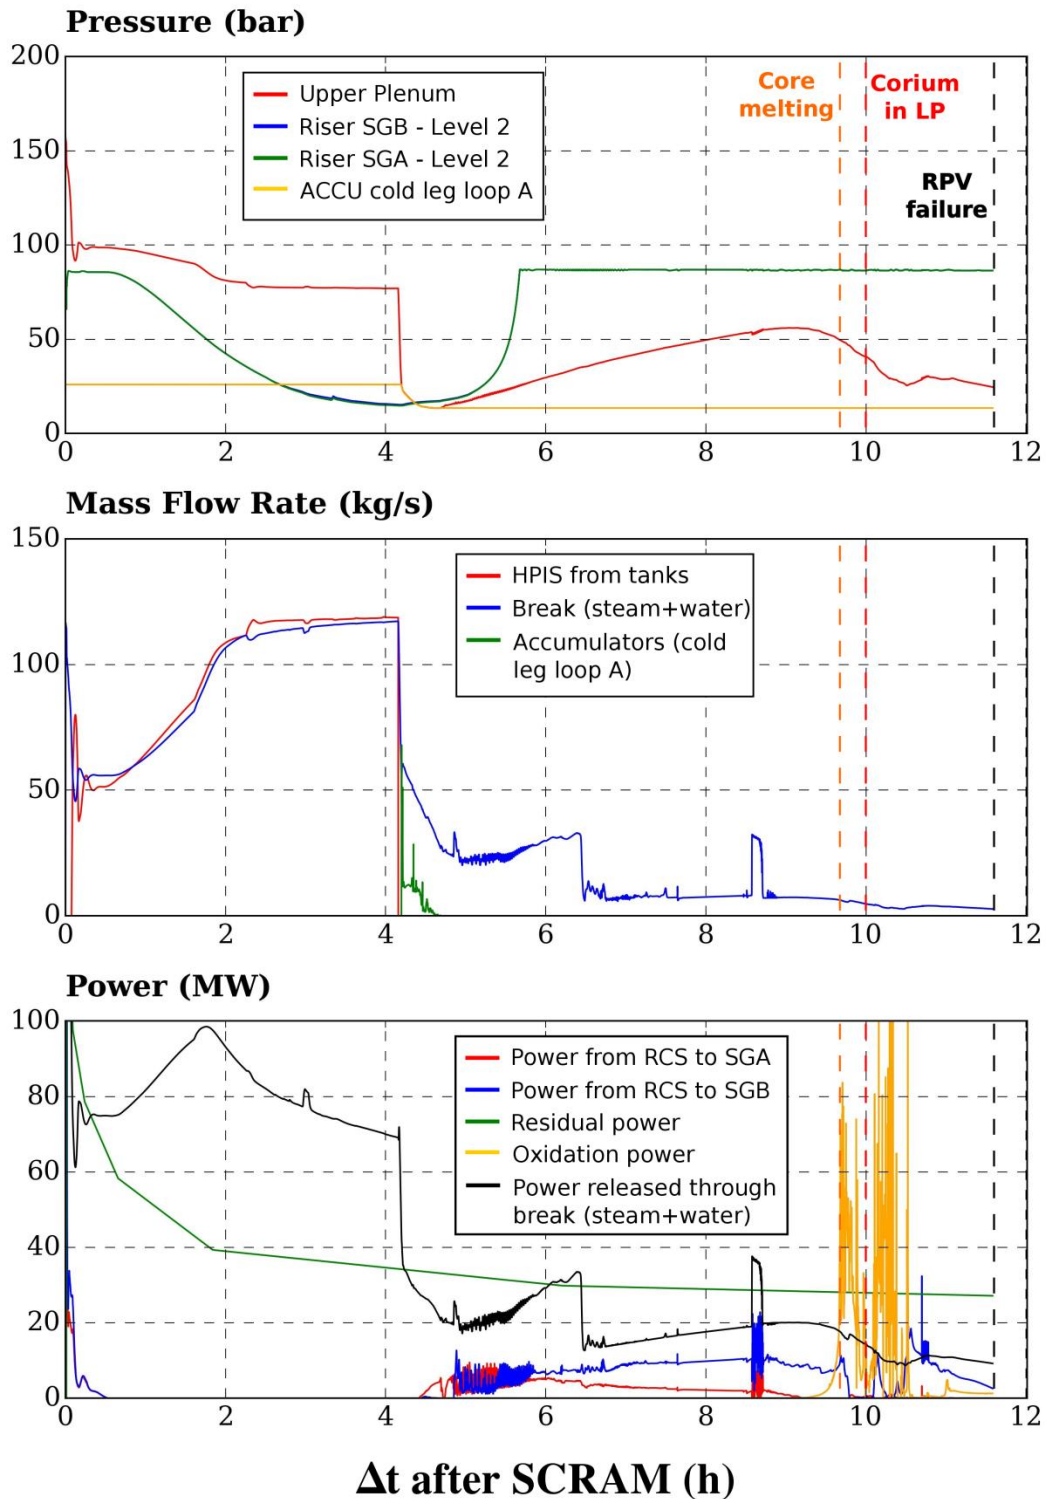 Pressure (bar)
200
150
100
50
0
Upper Plenum
Riser SGB - Level 2
Riser SGA - Level 2
ACCU cold leg loop A
Core
melting
Corium
in LP
RPV
failure
0 2 4 6 8 10 12
Mass Flow Rate (kg/s)
150
100
50
0
HPIS from tanks
Break (steam+water)
Accumulators (cold
leg loop A)
0 2 4 6 8 10 12
Power (MW)
100
80
60
40
20
0
Power from RCS to SGA
Power from RCS to SGB
Residual power
Oxidation power
Power released through
break (steam+water)
0 2 4 6 8 10 12
Δt after SCRAM (h)